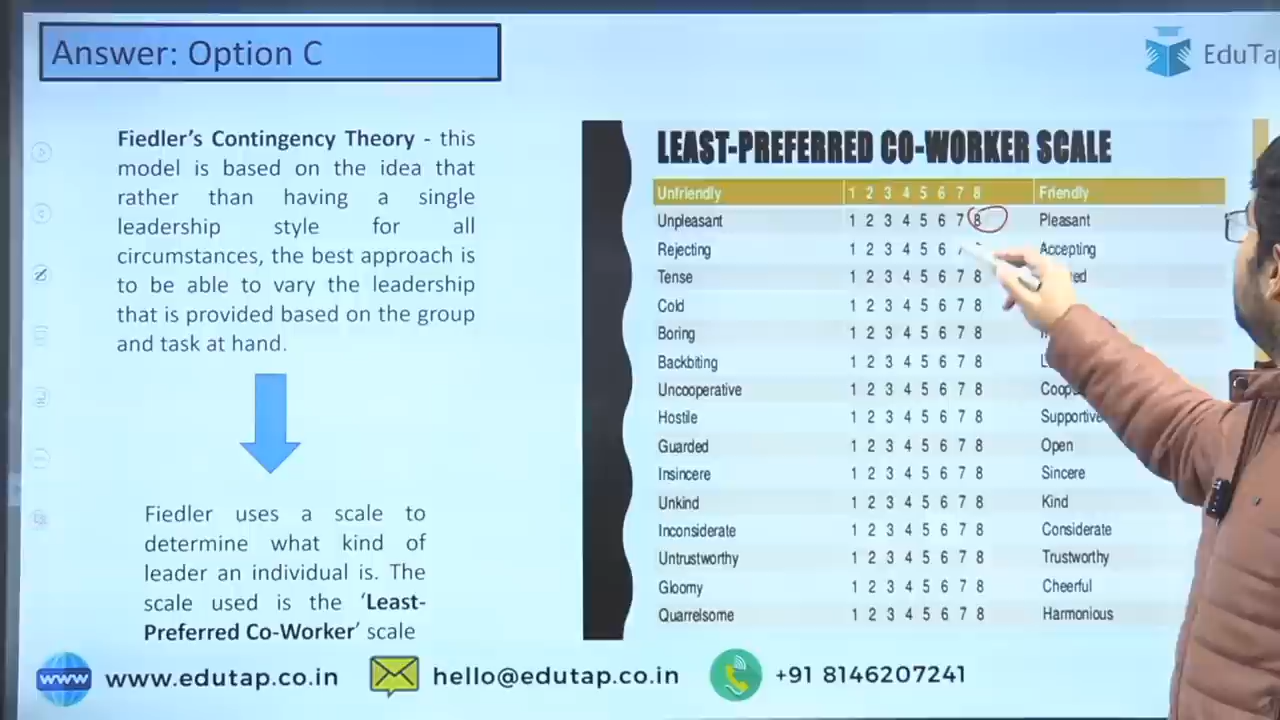 Answer: Option C
Fiedler's Contingency Theory - this
model is based on the idea that
rather than having a single
leadership style for all
circumstances, the best approach is
to be able to vary the leadership
that is provided based on the group
and task at hand.
Fiedler uses a scale to
determine what kind of
leader an individual is. The
scale used is the 'Least-
Preferred Co-Worker' scale
LEAST-PREFERRED CO-WORKER SCALE
Unfriendly 1 2 3 4 5 6 7 8 Friendly
Unpleasant 1 2 3 4 5 6 7 8 Pleasant
Rejecting 1 2 3 4 5 6 7 Accepting
Tense 1 2 3 4 5 6 7 8
Cold 1 2 3 4 5 6 7 8
Boring 1 2 3 4 5 6 7 8
Backbiting 1 2 3 4 5 6 7 8
Uncooperative 1 2 3 4 5 6 7 8
Hostile 1 2 3 4 5 6 7 8 Supportive
Guarded 1 2 3 4 5 6 7 8 Open
Insincere 1 2 3 4 5 6 7 8 Sincere
Unkind 1 2 3 4 5 6 7 8 Kind
Inconsiderate 1 2 3 4 5 6 7 8 Considerate
Untrustworthy 1 2 3 4 5 6 7 8 Trustworthy
Gloomy 1 2 3 4 5 6 7 8 Cheerful
Quarrelsome 1 2 3 4 5 6 7 8 Harmonious
EduTap
www www.edutap.co.in hello@edutap.co.in +91 8146207241